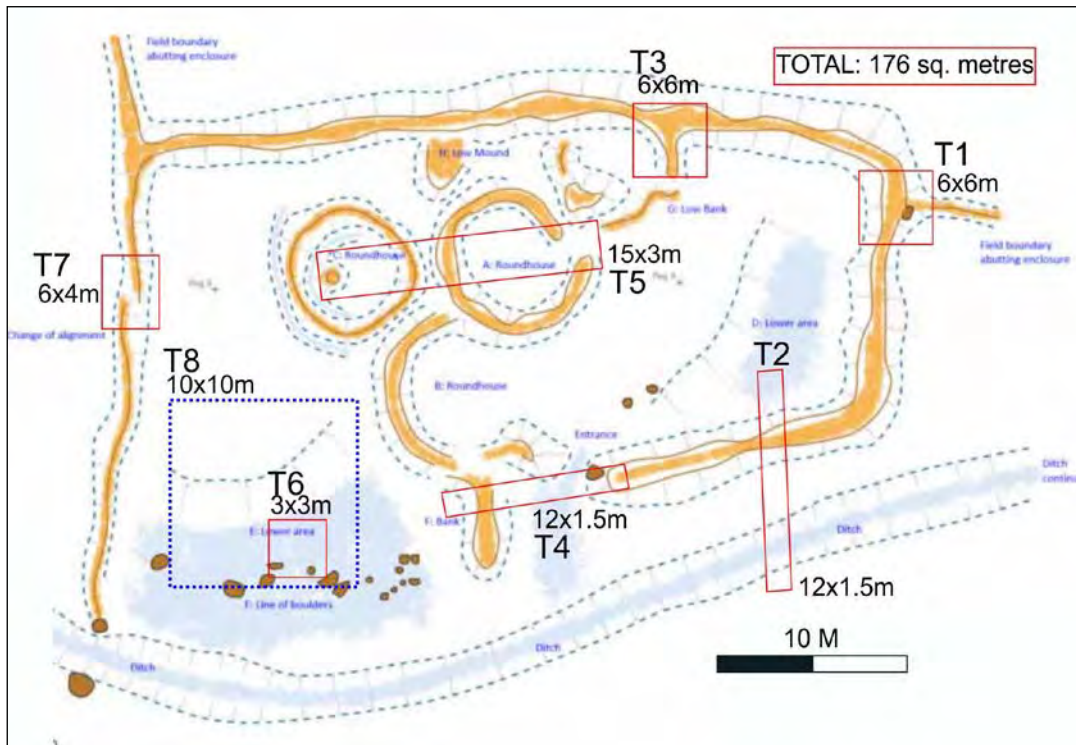 Field boundary
abutting enclosure
T3
6x6m
TOTAL: 176 sq. metres
T1
6x6m
H: Low Mound
G: Low Bank
Field boundary
abutting enclosure
T7
6x4m
C: Roundhouse
A: Roundhouse
15x3m
T5
Change of alignment
D: Lower area
T8
10x10m
T2
B: Roundhouse
Entrance
T6
3x3m
E: Lower area
F: Bank
12x1.5m
T4
Ditch
continu
Ditch
12x1.5m
F: Line of boulders
10 M
Ditch